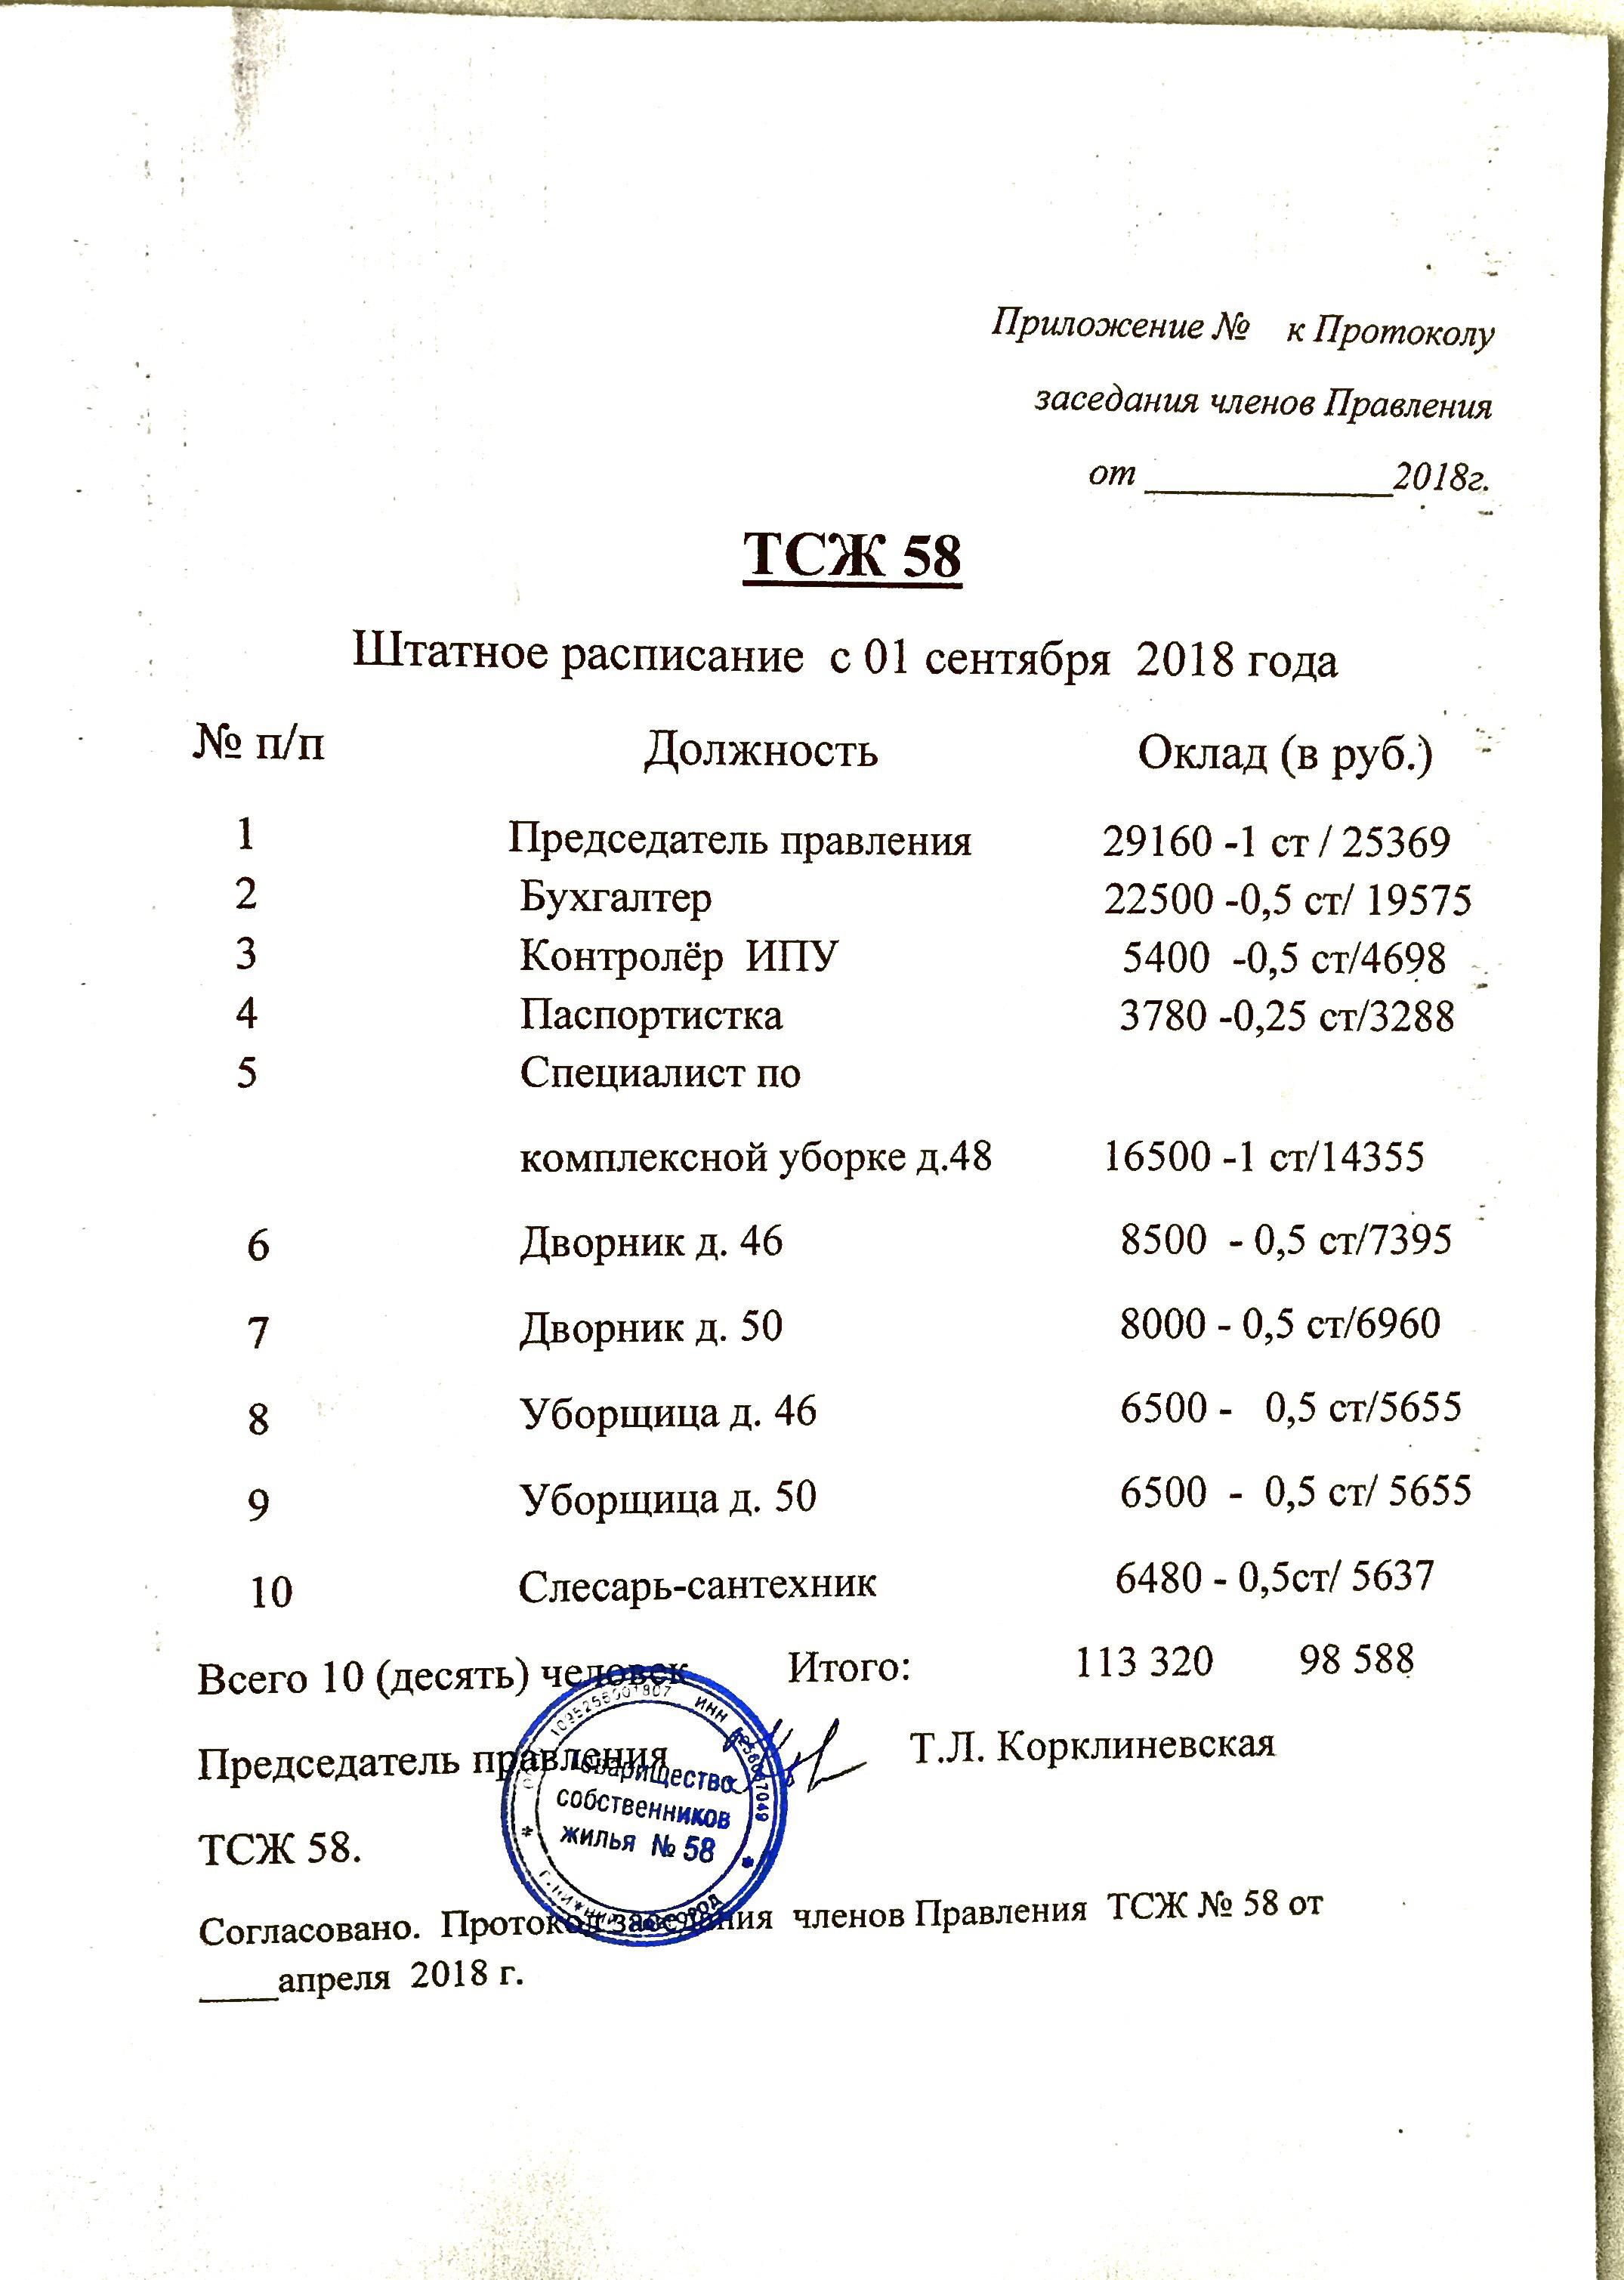 Приложение № к Протоколу
заседания членов Правления
от _____________2018г.
ТСЖ 58
Штатное расписание с 01 сентября 2018 года
№ п/п Должность Оклад (в руб.)
1 Председатель правления 29160 -1 ст / 25369
2 Бухгалтер 22500 -0,5 ст/ 19575
3 Контролёр ИПУ 5400 -0,5 ст/4698
4 Паспортистка 3780 -0,25 ст/3288
5 Специалист по
комплексной уборке д.48 16500 -1 ст/14355
6 Дворник д. 46 8500 - 0,5 ст/7395
7 Дворник д. 50 8000 - 0,5 ст/6960
8 Уборщица д. 46 6500 - 0,5 ст/5655
9 Уборщица д. 50 6500 - 0,5 ст/ 5655
10 Слесарь-сантехник 6480 - 0,5ст/ 5637
Всего 10 (десять) человек Итого: 113 320 98 588
Председатель правления Т.Л. Корклиневская
ТСЖ 58.
Согласовано. Протокол заседания членов Правления ТСЖ № 58 от
____апреля 2018 г.
Товарищество
собственников
жилья № 58
ИНН